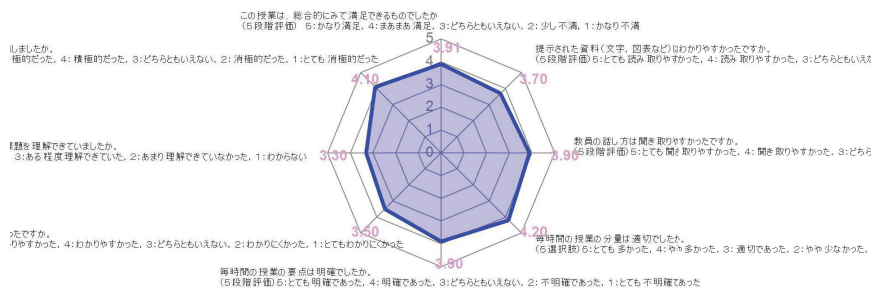 この授業は、総合的にみて満足できるものでしたか
(5段階評価) 5:かなり満足, 4:まあまあ満足, 3:どちらともいえない, 2:少し不満, 1:かなり不満
5
3.91
しましたか。
極的だった, 4:積極的だった, 3:どちらともいえない, 2:消極的だった, 1:とても消極的だった
4.10
提示された資料(文字, 図表など)はわかりやすかったですか。
(5段階評価)5:とても読み取りやすかった, 4:読み取りやすかった, 3:どちらともいえな
3.70
4
3
2
1
0
題を理解できていましたか。
3:ある程度理解できていた, 2:あまり理解できていなかった, 1:わからない
3.30
教員の話し方は聞き取りやすかったですか。
(5段階評価)5:とても聞き取りやすかった, 4:聞き取りやすかった, 3:どちら
3.90
ったですか。
りやすかった, 4:わかりやすかった, 3:どちらともいえない, 2:わかりにくかった, 1:とてもわかりにくかった
3.50
4.20
毎時間の授業の分量は適切でしたか。
(5選択肢)5:とても多かった, 4:やや多かった, 3:適切であった, 2:やや少なかった,
3.90
毎時間の授業の要点は明確でしたか。
(5段階評価)5:とても明確であった, 4:明確であった, 3:どちらともいえない, 2:不明確であった, 1:とても不明確てあった